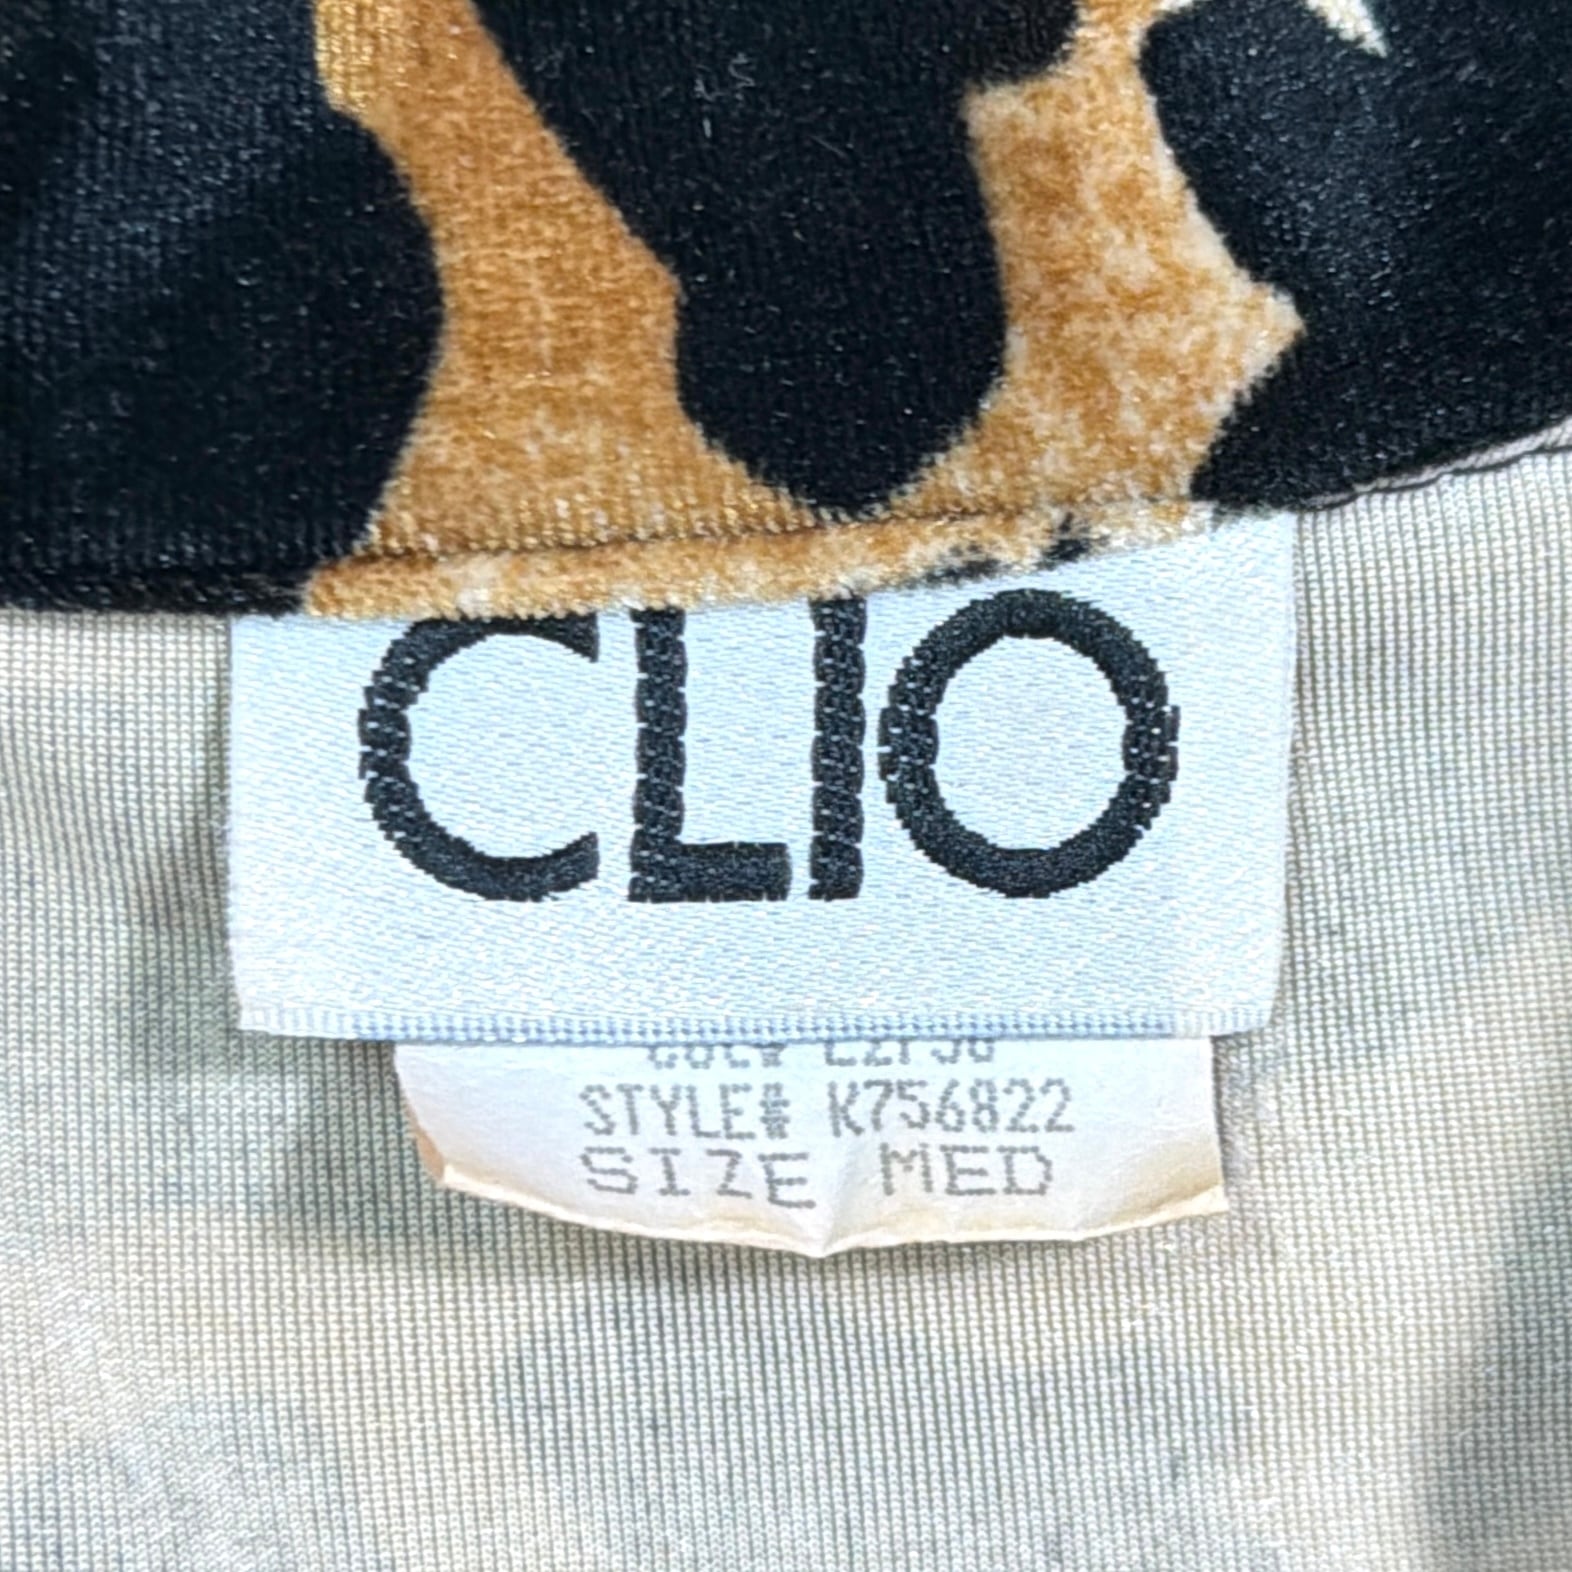 CLIO
STYLE# K756822
SIZE MED